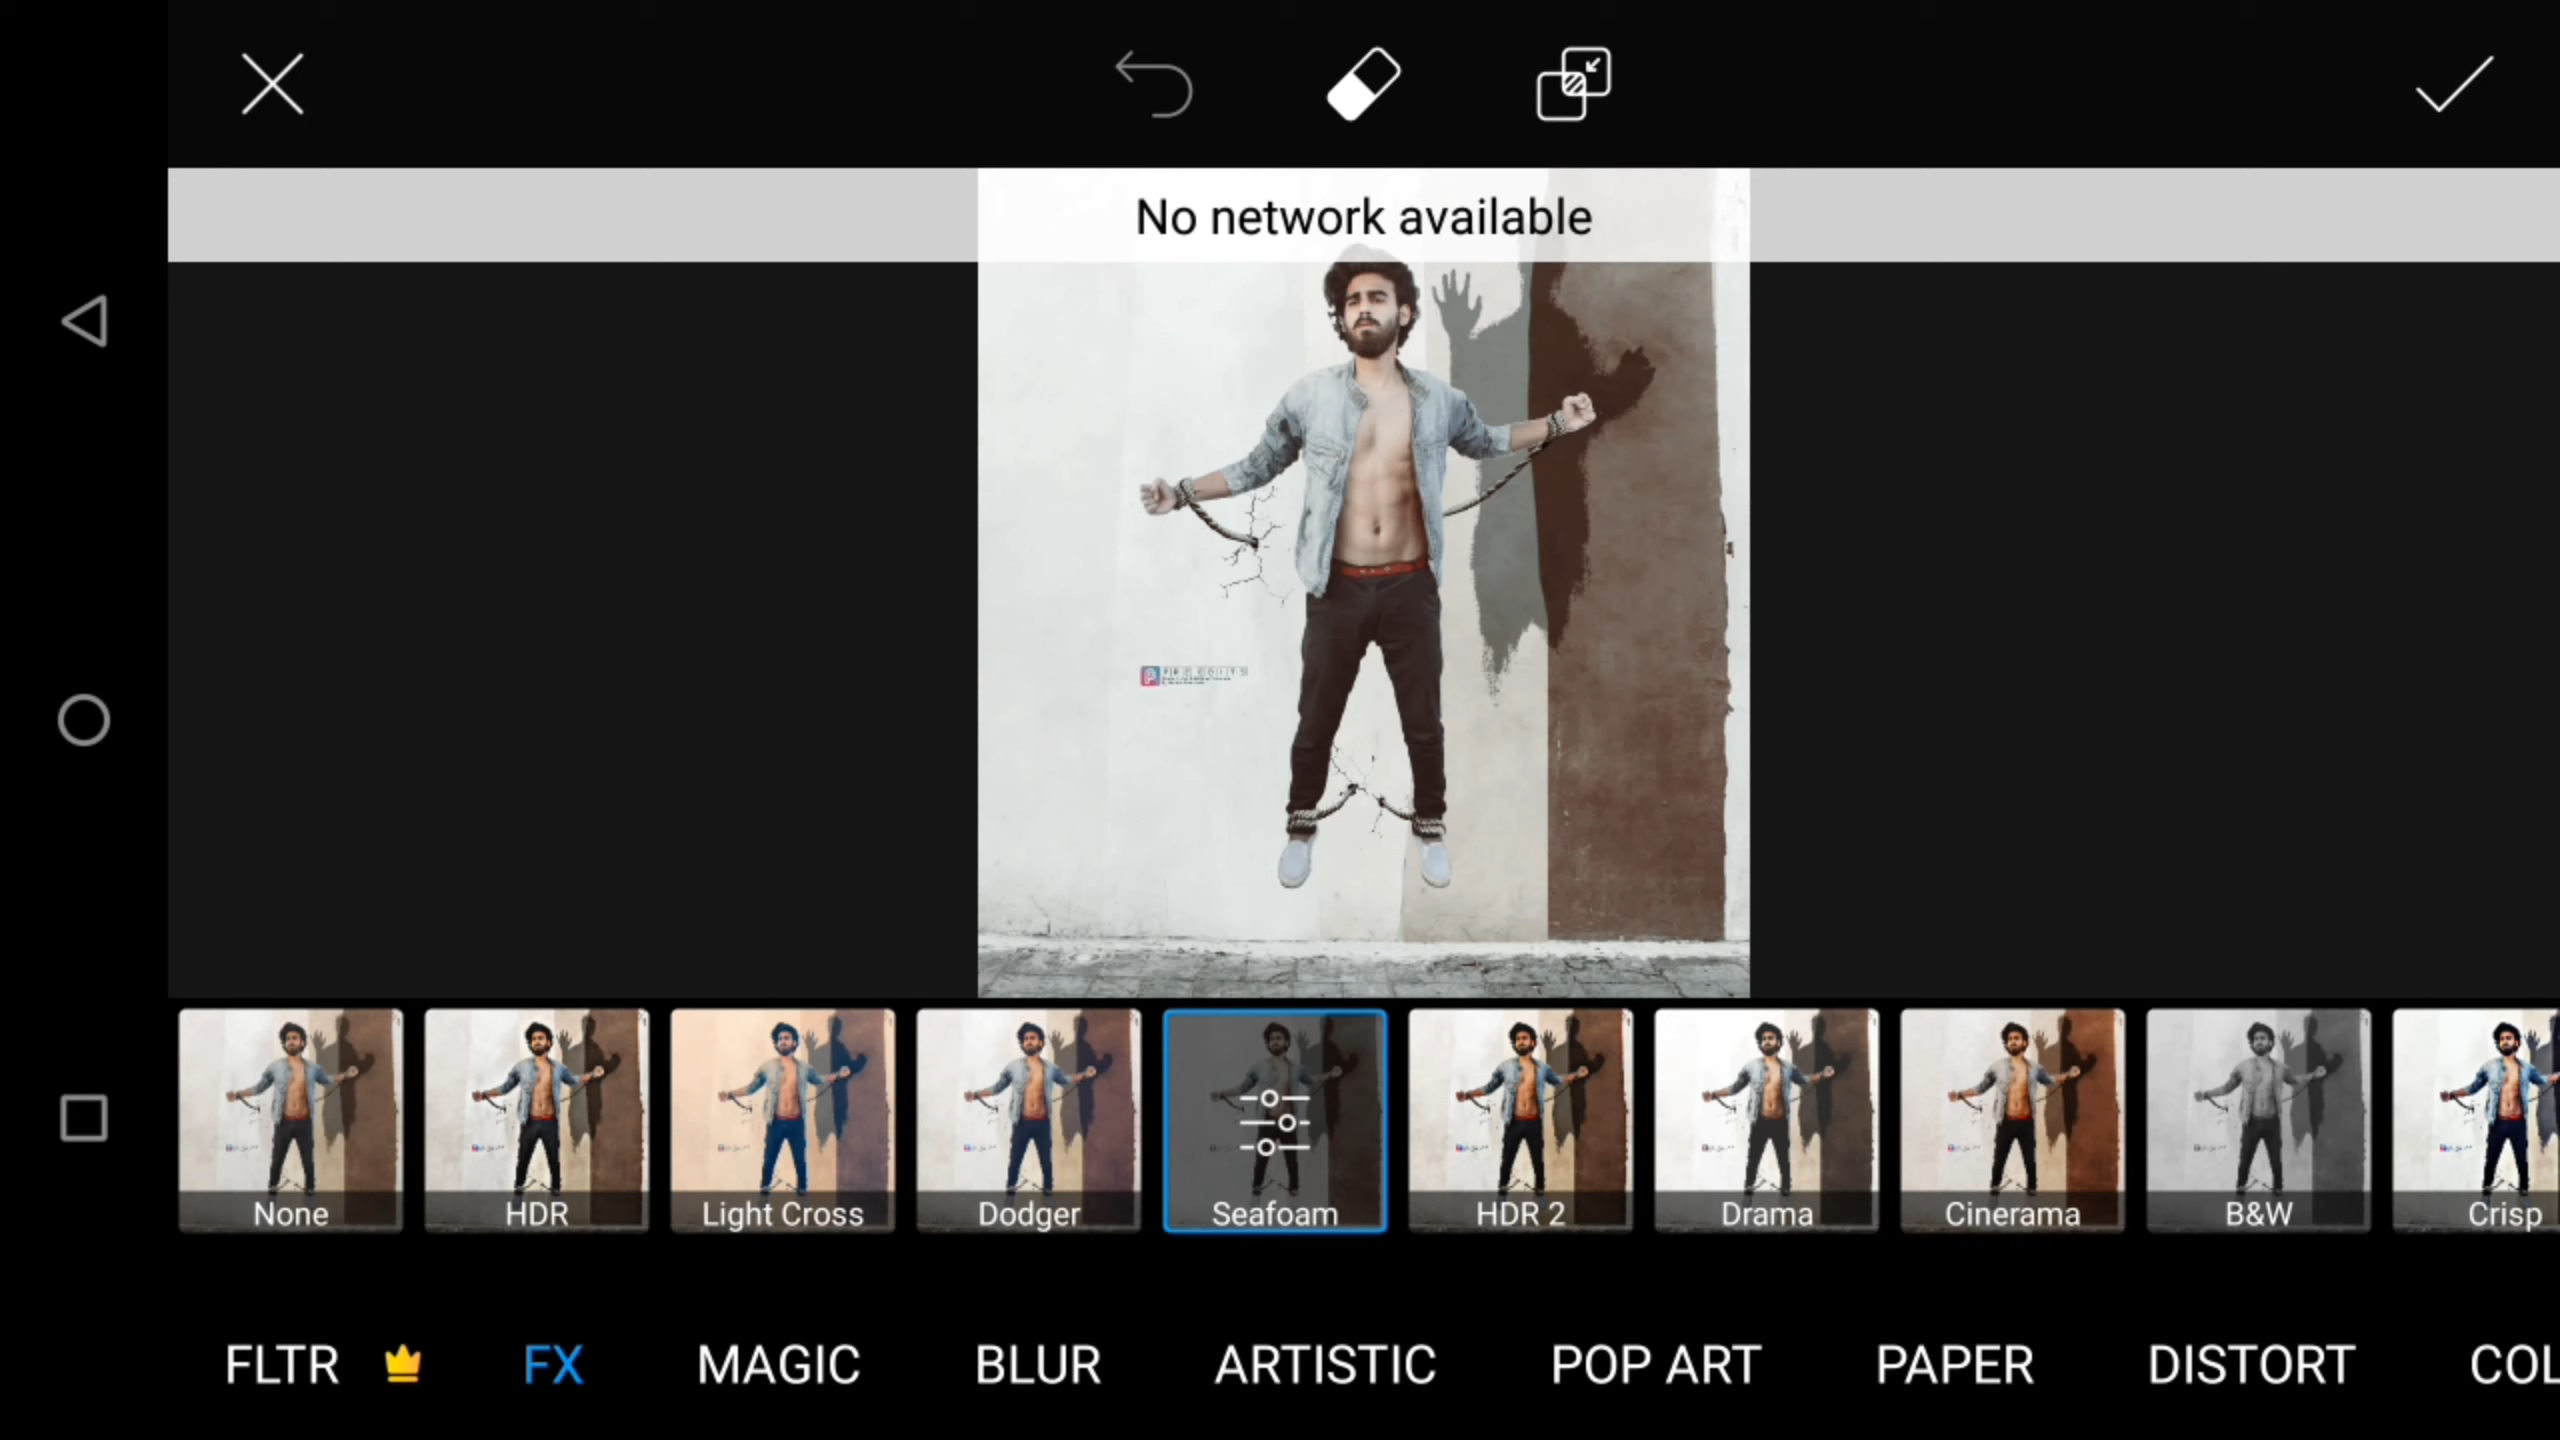 No network available
None
HDR
Light Cross
Dodger
Seafoam
HDR 2
Drama
Cinerama
B&W
Crisp
FLTR
FX
MAGIC
BLUR
ARTISTIC
POP ART
PAPER
DISTORT
COL